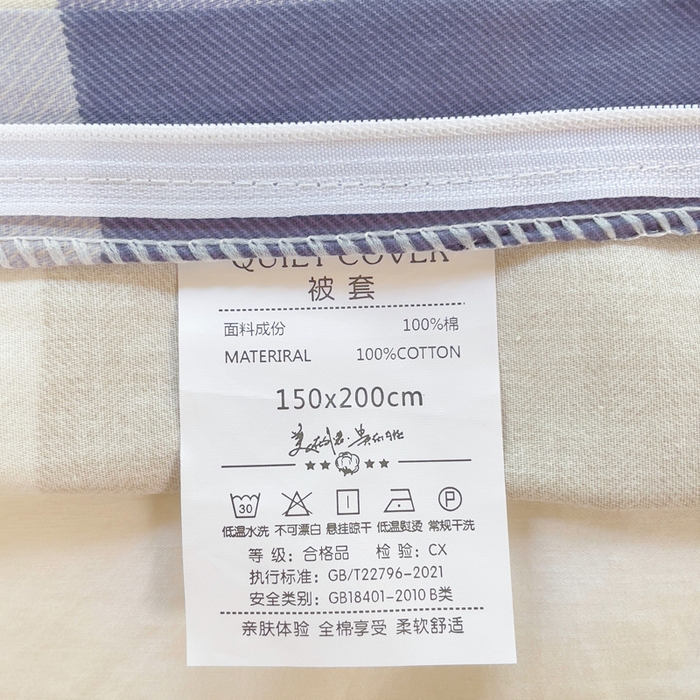 QUILT COVER
被套
面料成份 100%棉
MATERIRAL 100%COTTON
150x200cm
30 P
低温水洗 不可漂白 悬挂晾干 低温熨烫 常规干洗
等 级：合格品 检 验：CX
执行标准：GB/T22796-2021
安全类别：GB18401-2010 B类
亲肤体验 全棉享受 柔软舒适